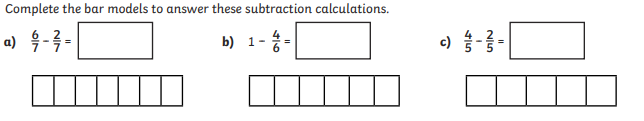 Complete the bar models to answer these subtraction calculations.
a) 6/7 - 2/7 = b) 1 - 4/6 = c) 4/5 - 2/5 =